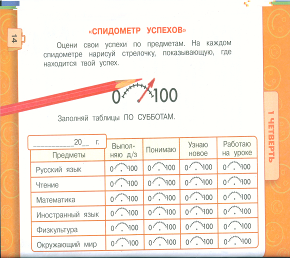 «СПИДОМЕТР УСПЕХОВ»
Оцени свои успехи по предметам. На каждом
спидометре нарисуй стрелочку, показывающую, где
находится твой успех.
0 100
Заполняй таблицы ПО СУББОТАМ.
14
1 ЧЕТВЕРТЬ
20 г. Выпол- Понимаю Узнаю Работаю
Предметы няю д/з новое на уроке
Русский язык 0 100 0 100 0 100 0 100
Чтение 0 100 0 100 0 100 0 100
Математика 0 100 0 100 0 100 0 100
Иностранный язык 0 100 0 100 0 100 0 100
Физкультура 0 100 0 100 0 100 0 100
Окружающий мир 0 100 0 100 0 100 0 100